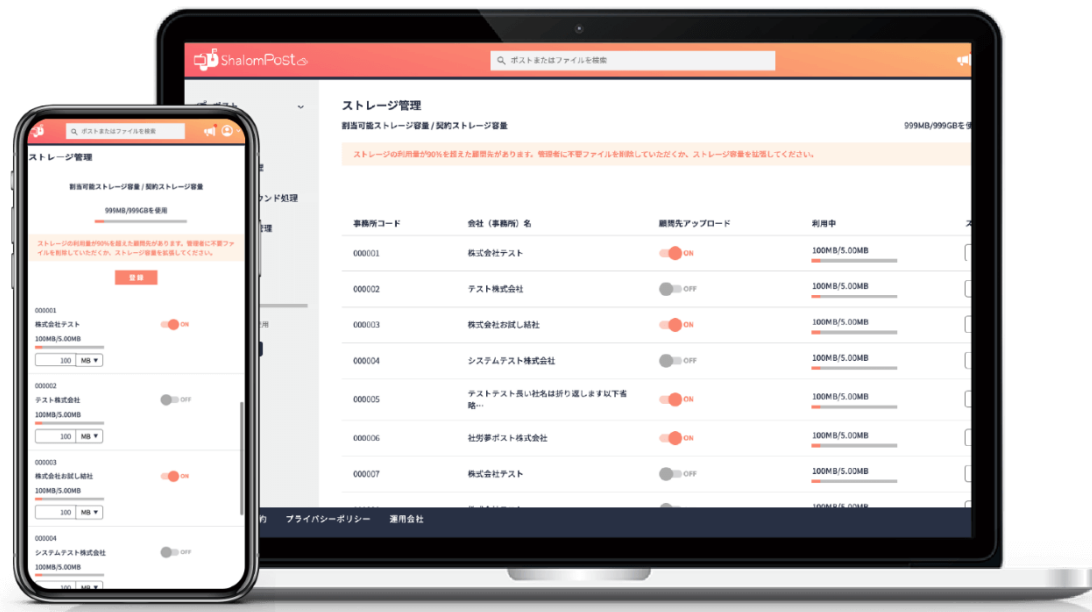 ShalomPost
ポストまたはファイルを検索
ポスト
ストレージ管理
割当可能ストレージ容量 / 契約ストレージ容量
999MB/999GBを使
ストレージの利用量が90%を超えた顧問先があります。管理者に不要ファイルを削除していただくか、ストレージ容量を拡張してください。
ウンド処理
事務所コード 会社(事務所)名 顧問先アップロード 利用中 ス
000001 株式会社テスト ON 100MB/5.00MB
000002 テスト株式会社 OFF 100MB/5.00MB
000003 株式会社お試し結社 ON 100MB/5.00MB
000004 システムテスト株式会社 OFF 100MB/5.00MB
000005 テストテスト長い社名は折り返します以下省略… ON 100MB/5.00MB
000006 社労夢ポスト株式会社 ON 100MB/5.00MB
000007 株式会社テスト OFF 100MB/5.00MB
100MB/5.00MB
約 プライバシーポリシー 運用会社
ポストまたはファイルを検索
ストレージ管理
割当可能ストレージ容量 / 契約ストレージ容量
999MB/999GBを使用
ストレージの利用量が90%を超えた顧問先があります。管理者に不要ファ
イルを削除していただくか、ストレージ容量を拡張してください。
登録
000001
株式会社テスト ON
100MB/5.00MB
100 MB ▼
000002
テスト株式会社 OFF
100MB/5.00MB
100 MB ▼
000003
株式会社お試し結社 ON
100MB/5.00MB
100 MB ▼
000004
システムテスト株式会社 OFF
100MB/5.00MB
100 MB ▼